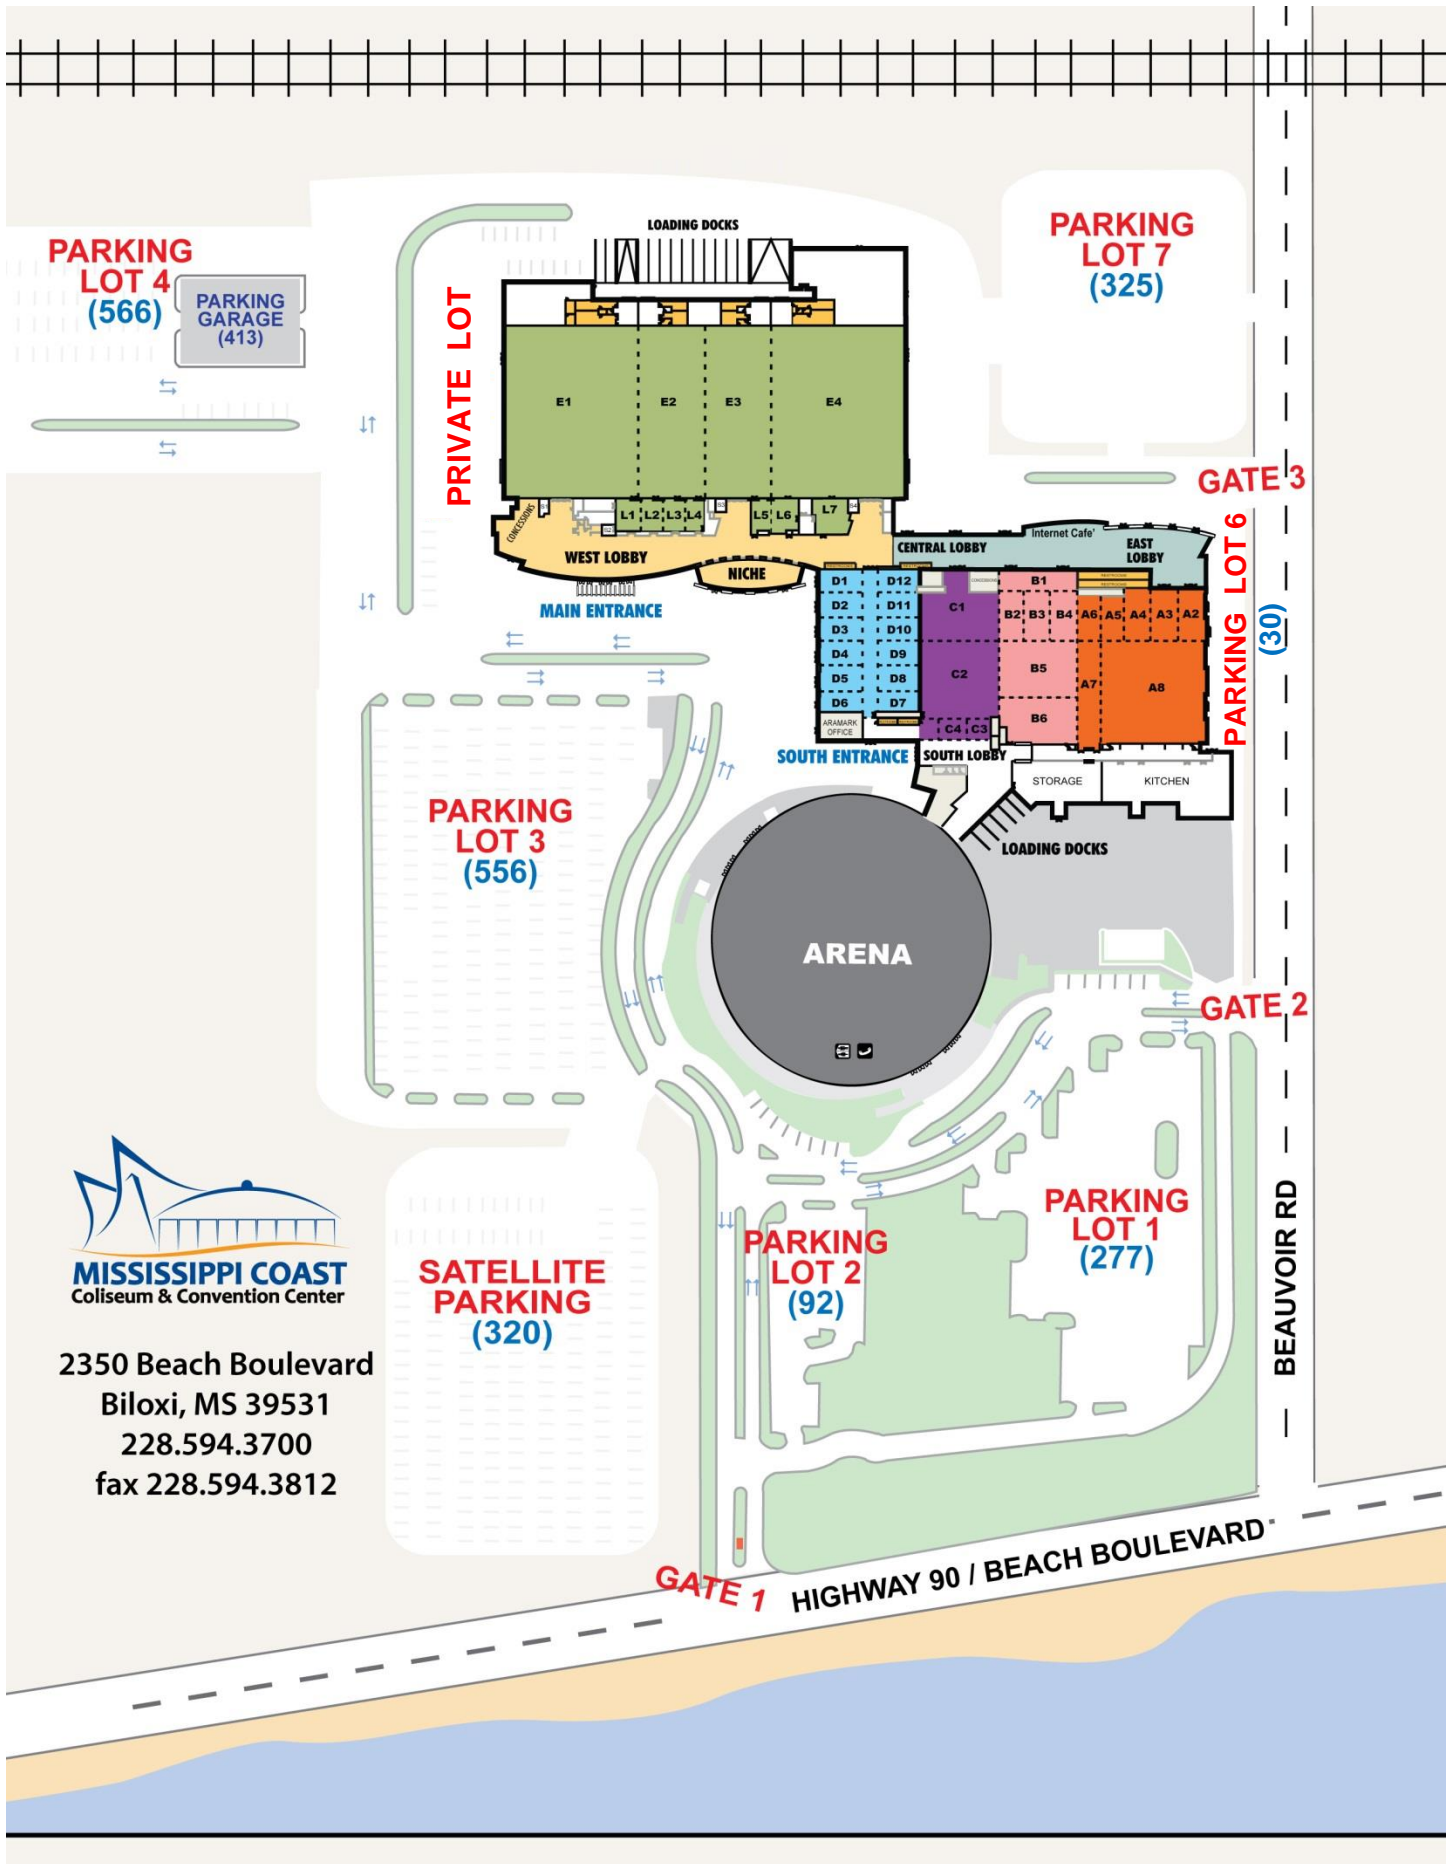 PARKING
LOT 4
(566)
PARKING
GARAGE
(413)
PRIVATE LOT
LOADING DOCKS
PARKING
LOT 7
(325)
E1
E2
E3
E4
GATE 3
CONCESSIONS
L1
L2
L3
L4
L5
L6
L7
WEST LOBBY
NICHE
CENTRAL LOBBY
Internet Cafe'
EAST
LOBBY
MAIN ENTRANCE
PARKING LOT 6
(30)
D1
D2
D3
D4
D5
D6
D12
D11
D10
D9
D8
D7
C1
C2
C4
C3
CONCESSIONS
B1
B2
B3
B4
B5
B6
RESTROOMS
RESTROOMS
A6
A5
A4
A3
A2
A7
A8
ARAMARK
OFFICE
SOUTH ENTRANCE
SOUTH LOBBY
STORAGE
KITCHEN
LOADING DOCKS
PARKING
LOT 3
(556)
ARENA
GATE 2
MISSISSIPPI COAST
Coliseum & Convention Center
2350 Beach Boulevard
Biloxi, MS 39531
228.594.3700
fax 228.594.3812
SATELLITE
PARKING
(320)
PARKING
LOT 2
(92)
PARKING
LOT 1
(277)
BEAUVOIR RD
GATE 1
HIGHWAY 90 / BEACH BOULEVARD